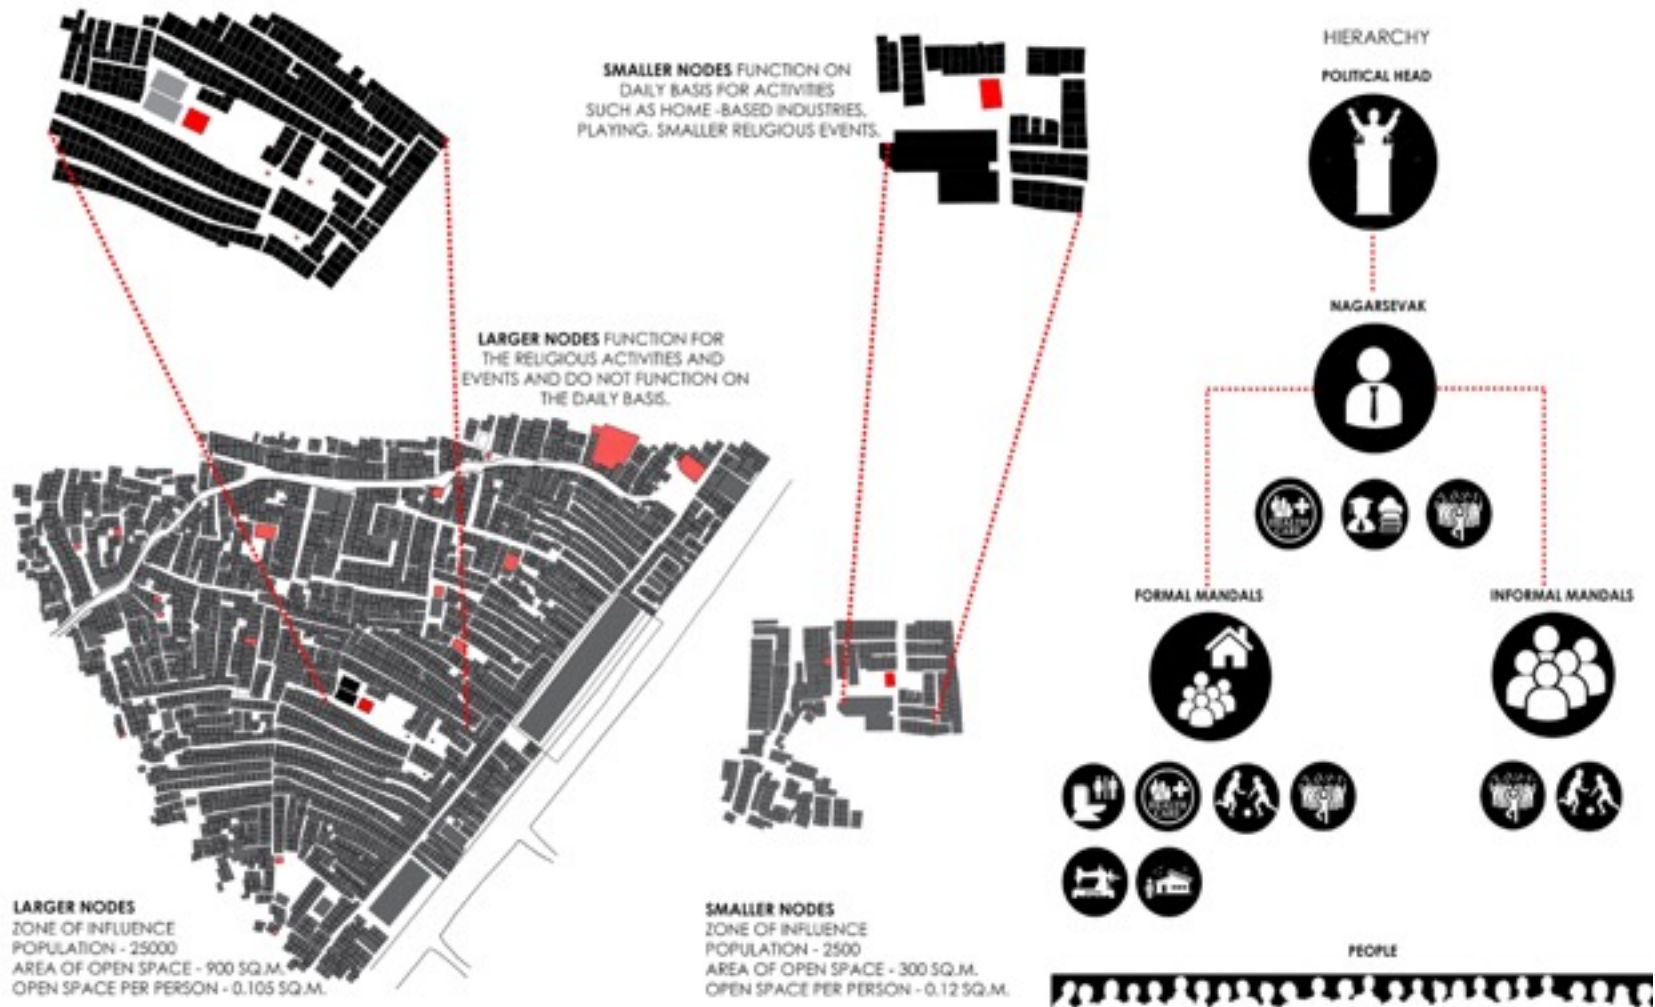 SMALLER NODES FUNCTION ON
DAILY BASIS FOR ACTIVITIES
SUCH AS HOME -BASED INDUSTRIES,
PLAYING, SMALLER RELIGIOUS EVENTS.
LARGER NODES FUNCTION FOR
THE RELIGIOUS ACTIVITIES AND
EVENTS AND DO NOT FUNCTION ON
THE DAILY BASIS.
LARGER NODES
ZONE OF INFLUENCE
POPULATION - 25000
AREA OF OPEN SPACE - 900 SQ.M.
OPEN SPACE PER PERSON - 0.105 SQ.M.
SMALLER NODES
ZONE OF INFLUENCE
POPULATION - 2500
AREA OF OPEN SPACE - 300 SQ.M.
OPEN SPACE PER PERSON - 0.12 SQ.M.
HIERARCHY
POLITICAL HEAD
NAGARSEVAK
HEALTH
CARE
FORMAL MANDALS
INFORMAL MANDALS
HEALTH
CARE
PEOPLE